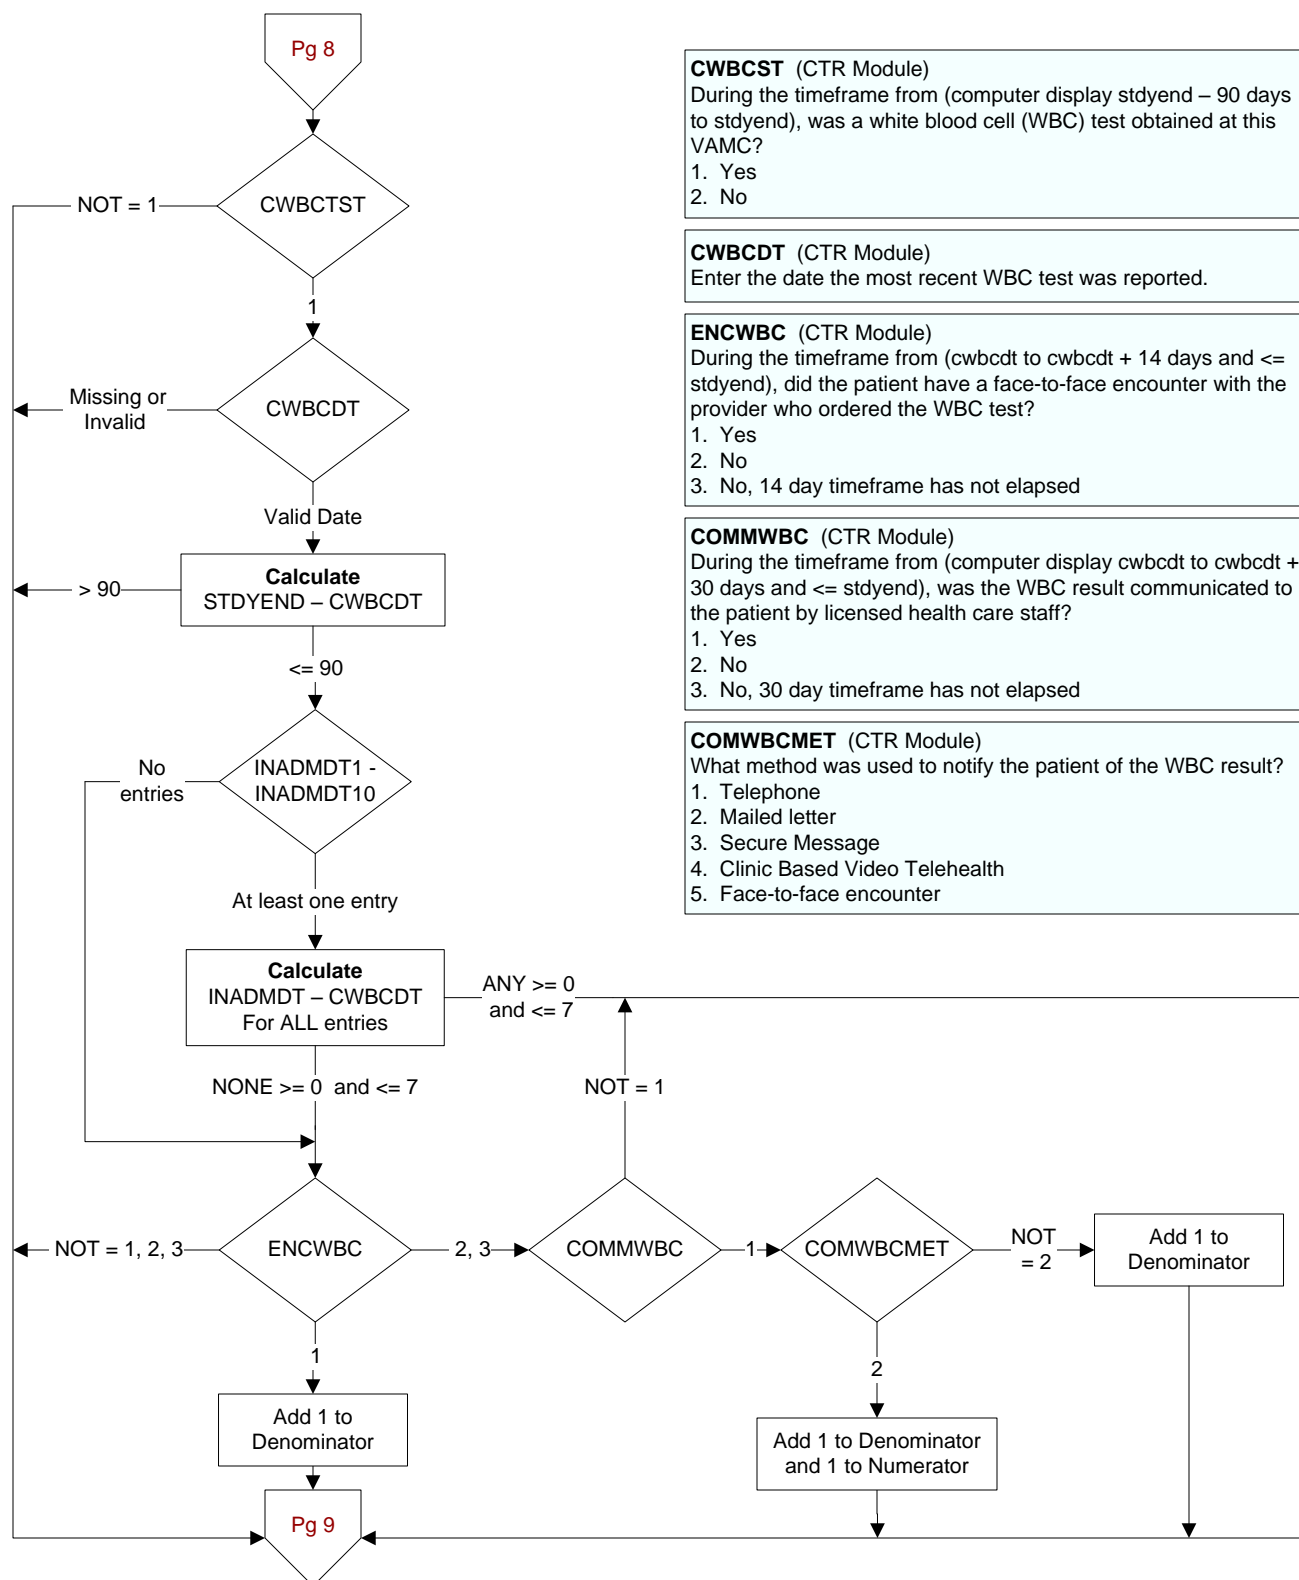 Pg 8
CWBCTST
NOT = 1
1
CWBCDT
Missing or
Invalid
Valid Date
Calculate
STDYEND – CWBCDT
> 90
<= 90
INADMDT1 -
INADMDT10
No
entries
At least one entry
Calculate
INADMDT – CWBCDT
For ALL entries
ANY >= 0
and <= 7
NONE >= 0 and <= 7
NOT = 1
ENCWBC
NOT = 1, 2, 3
2, 3
COMMWBC
1
COMWBCMET
NOT
= 2
Add 1 to
Denominator
1
2
Add 1 to
Denominator
Add 1 to Denominator
and 1 to Numerator
Pg 9
CWBCST (CTR Module)
During the timeframe from (computer display stdyend – 90 days
to stdyend), was a white blood cell (WBC) test obtained at this
VAMC?
1. Yes
2. No
CWBCDT (CTR Module)
Enter the date the most recent WBC test was reported.
ENCWBC (CTR Module)
During the timeframe from (cwbcdt to cwbcdt + 14 days and <=
stdyend), did the patient have a face-to-face encounter with the
provider who ordered the WBC test?
1. Yes
2. No
3. No, 14 day timeframe has not elapsed
COMMWBC (CTR Module)
During the timeframe from (computer display cwbcdt to cwbcdt +
30 days and <= stdyend), was the WBC result communicated to
the patient by licensed health care staff?
1. Yes
2. No
3. No, 30 day timeframe has not elapsed
COMWBCMET (CTR Module)
What method was used to notify the patient of the WBC result?
1. Telephone
2. Mailed letter
3. Secure Message
4. Clinic Based Video Telehealth
5. Face-to-face encounter